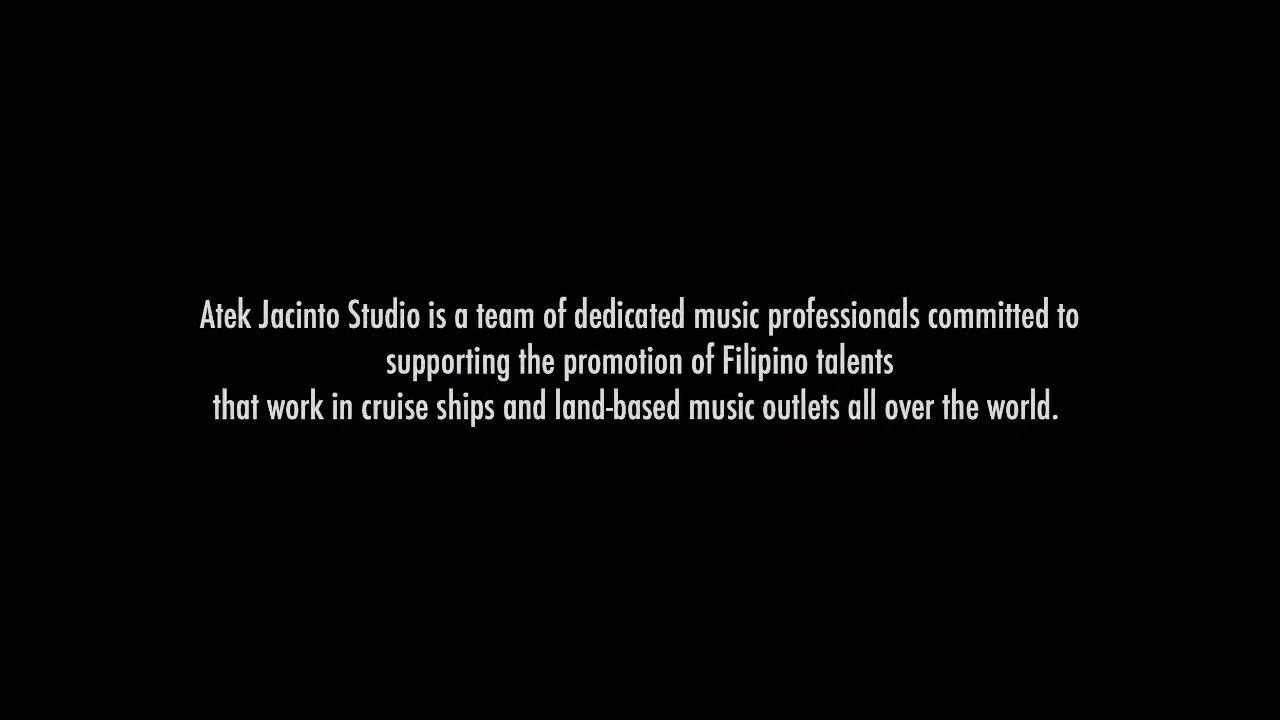 Atek Jacinto Studio is a team of dedicated music professionals committed to
supporting the promotion of Filipino talents
that work in cruise ships and land-based music outlets all over the world.